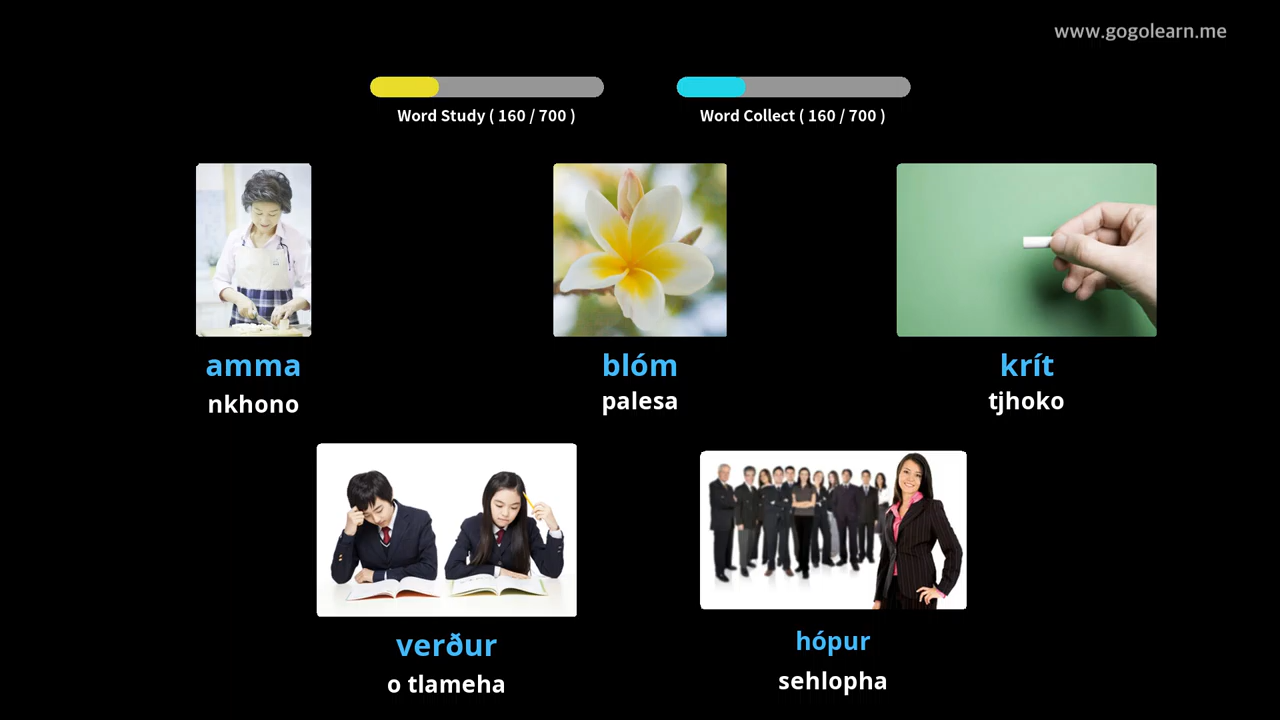 www.gogolearn.me
Word Study ( 160 / 700 )
Word Collect ( 160 / 700 )
amma
nkhono
blóm
palesa
krít
tjhoko
verður
o tlameha
hópur
sehlopha